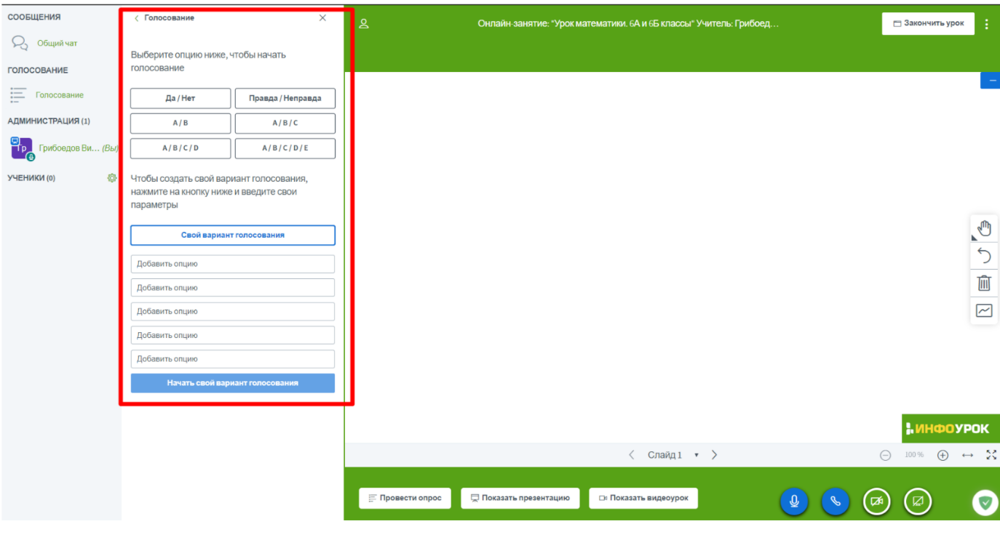 СООБЩЕНИЯ
Общий чат
ГОЛОСОВАНИЕ
Голосование
АДМИНИСТРАЦИЯ (1)
Гр
Грибоедов Ви... (Вы)
УЧЕНИКИ (0)
Голосование
Выберите опцию ниже, чтобы начать
голосование
Да / Нет
Правда / Неправда
A / B
A / B / C
A / B / C / D
A / B / C / D / E
Чтобы создать свой вариант голосования,
нажмите на кнопку ниже и введите свои
параметры
Свой вариант голосования
Добавить опцию
Добавить опцию
Добавить опцию
Добавить опцию
Добавить опцию
Начать свой вариант голосования
Онлайн-занятие: "Урок математики. 6А и 6Б классы" Учитель: Грибоед...
Закончить урок
ИНФОУРОК
Слайд 1
100 %
Провести опрос
Показать презентацию
Показать видеоурок